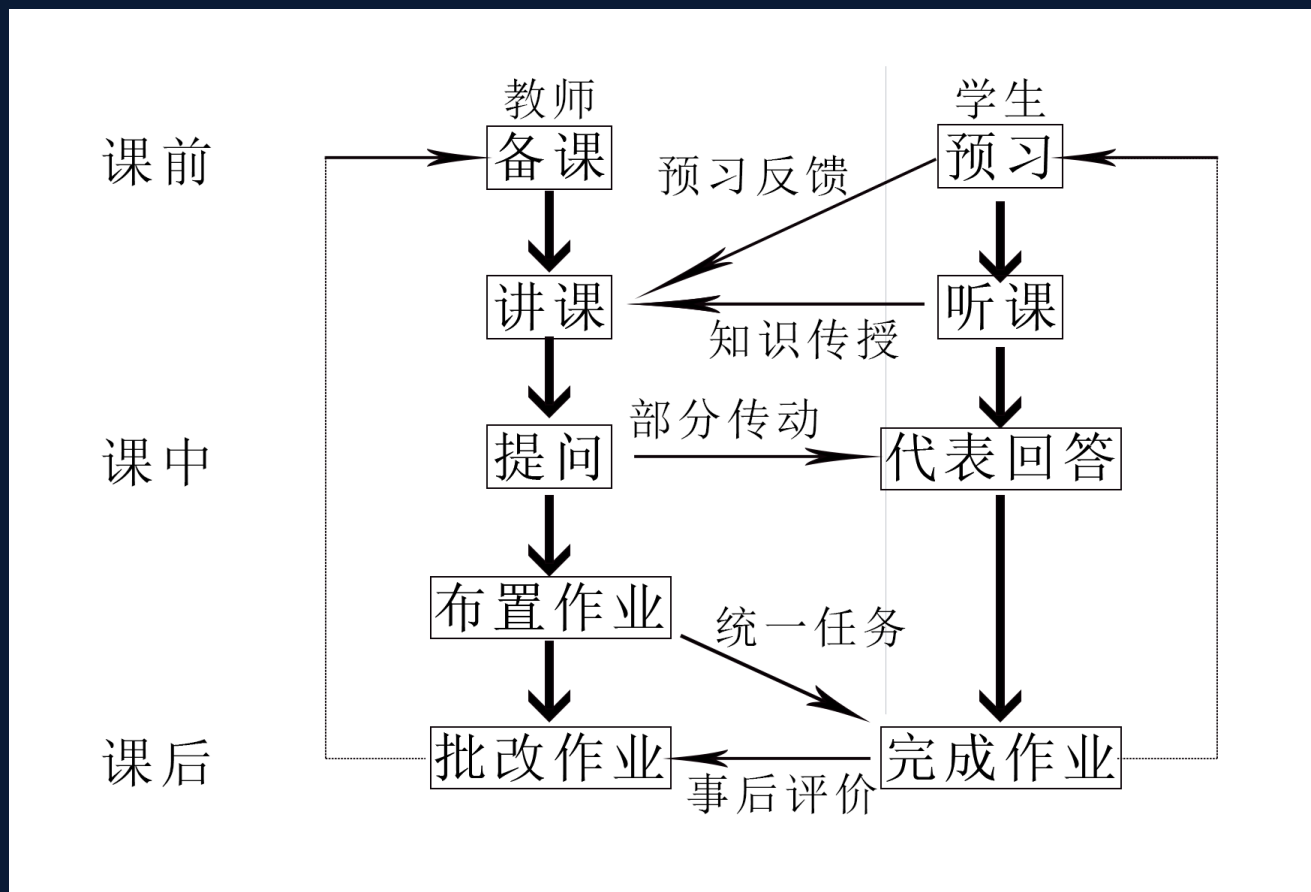 教师
学生
课前
备课
预习
预习反馈
讲课
听课
知识传授
部分传动
课中
提问
代表回答
布置作业
统一任务
课后
批改作业
完成作业
事后评价